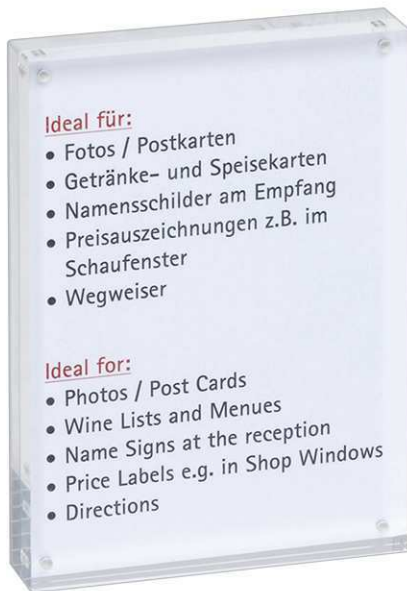 Ideal für:
• Fotos / Postkarten
• Getränke- und Speisekarten
• Namensschilder am Empfang
• Preisauszeichnungen z.B. im
Schaufenster
• Wegweiser
Ideal for:
• Photos / Post Cards
• Wine Lists and Menues
• Name Signs at the reception
• Price Labels e.g. in Shop Windows
• Directions